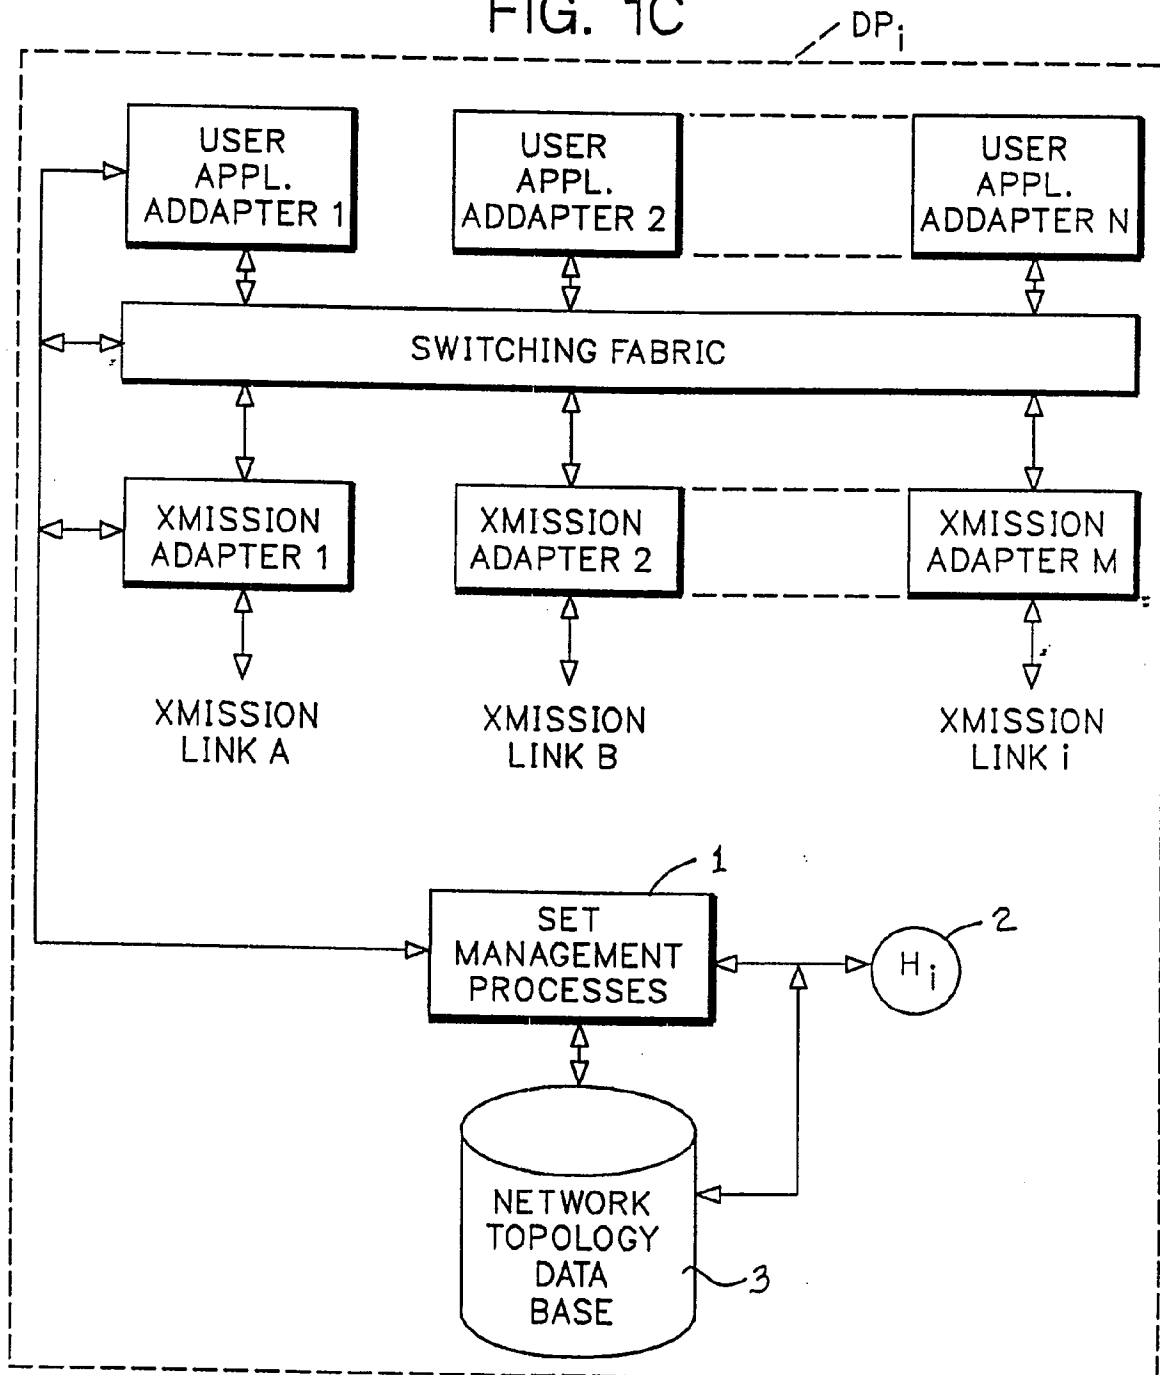 FIG. 1C
DPi
USER
APPL.
ADDAPTER 1
USER
APPL.
ADDAPTER 2
USER
APPL.
ADDAPTER N
SWITCHING FABRIC
XMISSION
ADAPTER 1
XMISSION
ADAPTER 2
XMISSION
ADAPTER M
XMISSION
LINK A
XMISSION
LINK B
XMISSION
LINK i
1
SET
MANAGEMENT
PROCESSES
2
Hi
NETWORK
TOPOLOGY
DATA
BASE
3